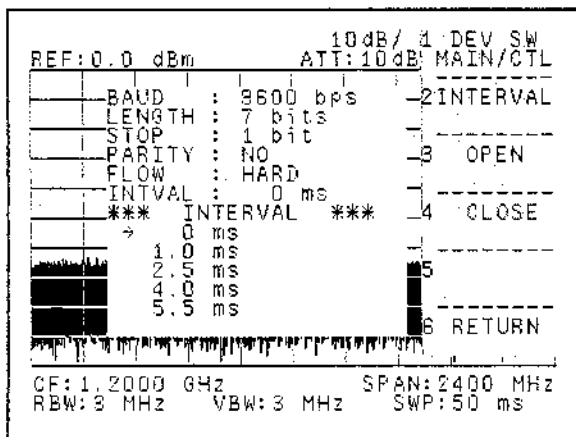 10dB/ 1 DEV SW
REF:0.0 dBm ATT:10dB MAIN/CTL
BAUD : 9600 bps 2 INTERVAL
LENGTH : 7 bits
STOP : 1 bit
PARITY : NO 3 OPEN
FLOW : HARD
INTVAL : 0 ms
*** INTERVAL *** 4 CLOSE
→ 0 ms
1.0 ms
2.5 ms 5
4.0 ms
5.5 ms
6 RETURN
CF:1.2000 GHz SPAN:2400 MHz
RBW:3 MHz VBW:3 MHz SWP:50 ms